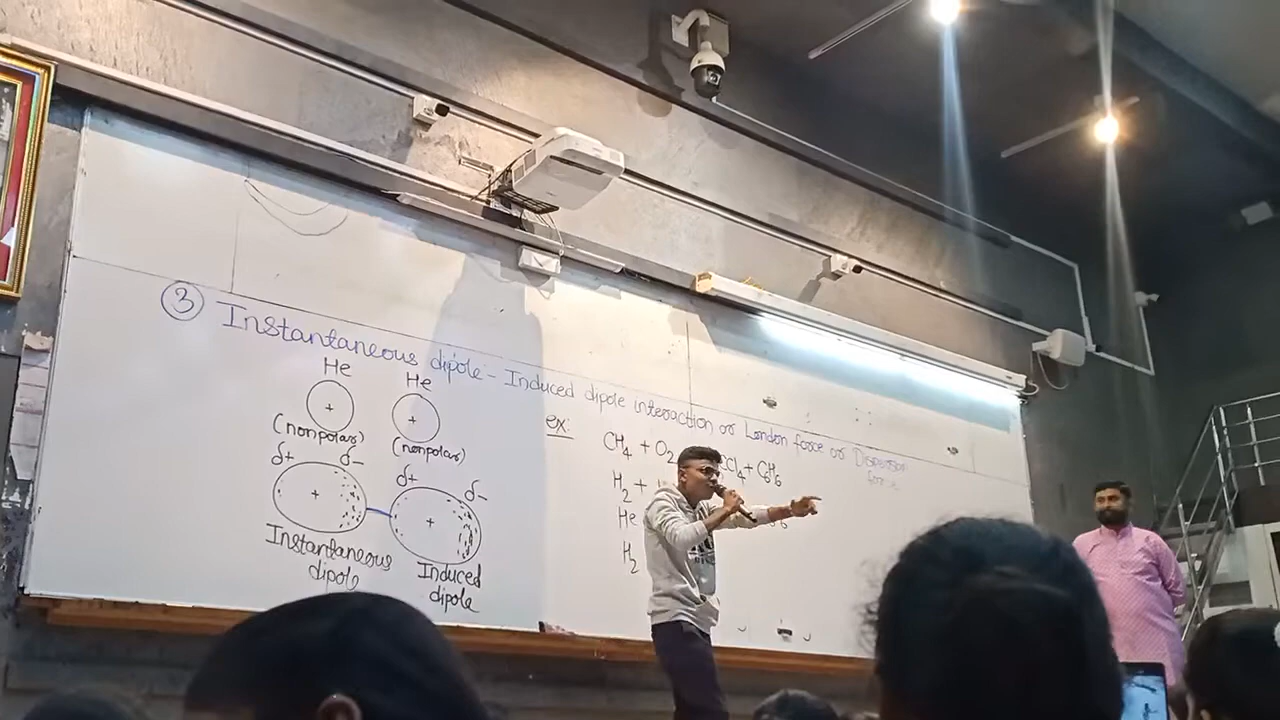 ③ Instantaneous dipole - Induced dipole interaction or London force or Dispersion
force
He He
+ +
(nonpolar) (nonpolar)
δ+ δ- δ+ δ-
+ +
Instantaneous
dipole
Induced
dipole
ex:
CH4 + O2 CCl4 + C6H6
H2 +
He
H2